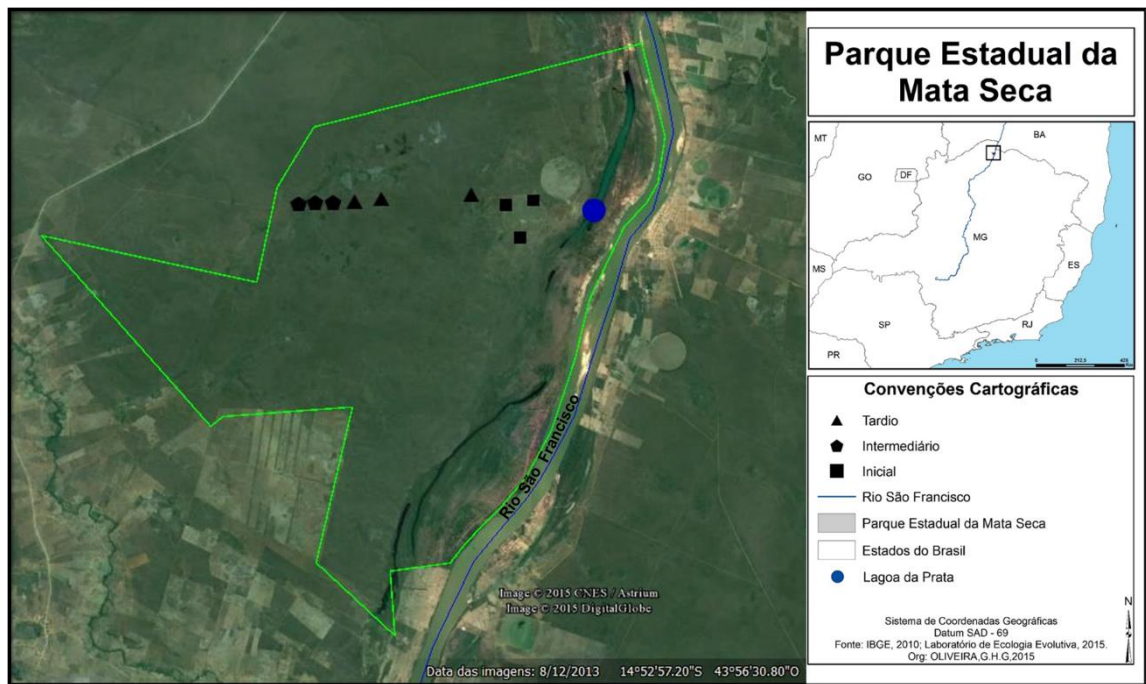 Parque Estadual da
Mata Seca
MT
BA
GO
DF
MG
MS
ES
SP
RJ
PR
0 212,5 425
Convenções Cartográficas
Tardio
Intermediário
Inicial
Rio São Francisco
Parque Estadual da Mata Seca
Estados do Brasil
Lagoa da Prata
N
Sistema de Coordenadas Geográficas
Datum SAD - 69
Fonte: IBGE, 2010; Laboratório de Ecologia Evolutiva, 2015.
Org: OLIVEIRA,G.H.G,2015
Rio São Francisco
Image © 2015 CNES / Astrium
Image © 2015 DigitalGlobe
Data das imagens: 8/12/2013 14°52'57.20"S 43°56'30.80"O